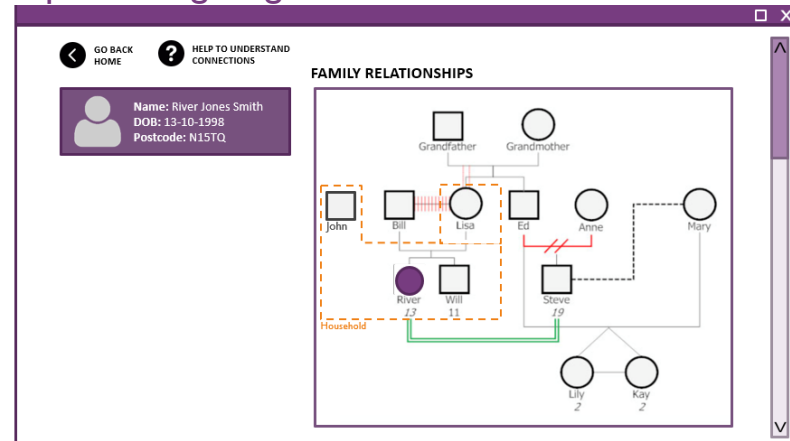 GO BACK
HOME
HELP TO UNDERSTAND
CONNECTIONS
FAMILY RELATIONSHIPS
Name: River Jones Smith
DOB: 13-10-1998
Postcode: N15TQ
Grandfather
Grandmother
John
Bill
Lisa
Ed
Anne
Mary
River
13
Will
11
Steve
19
Household
Lily
2
Kay
2